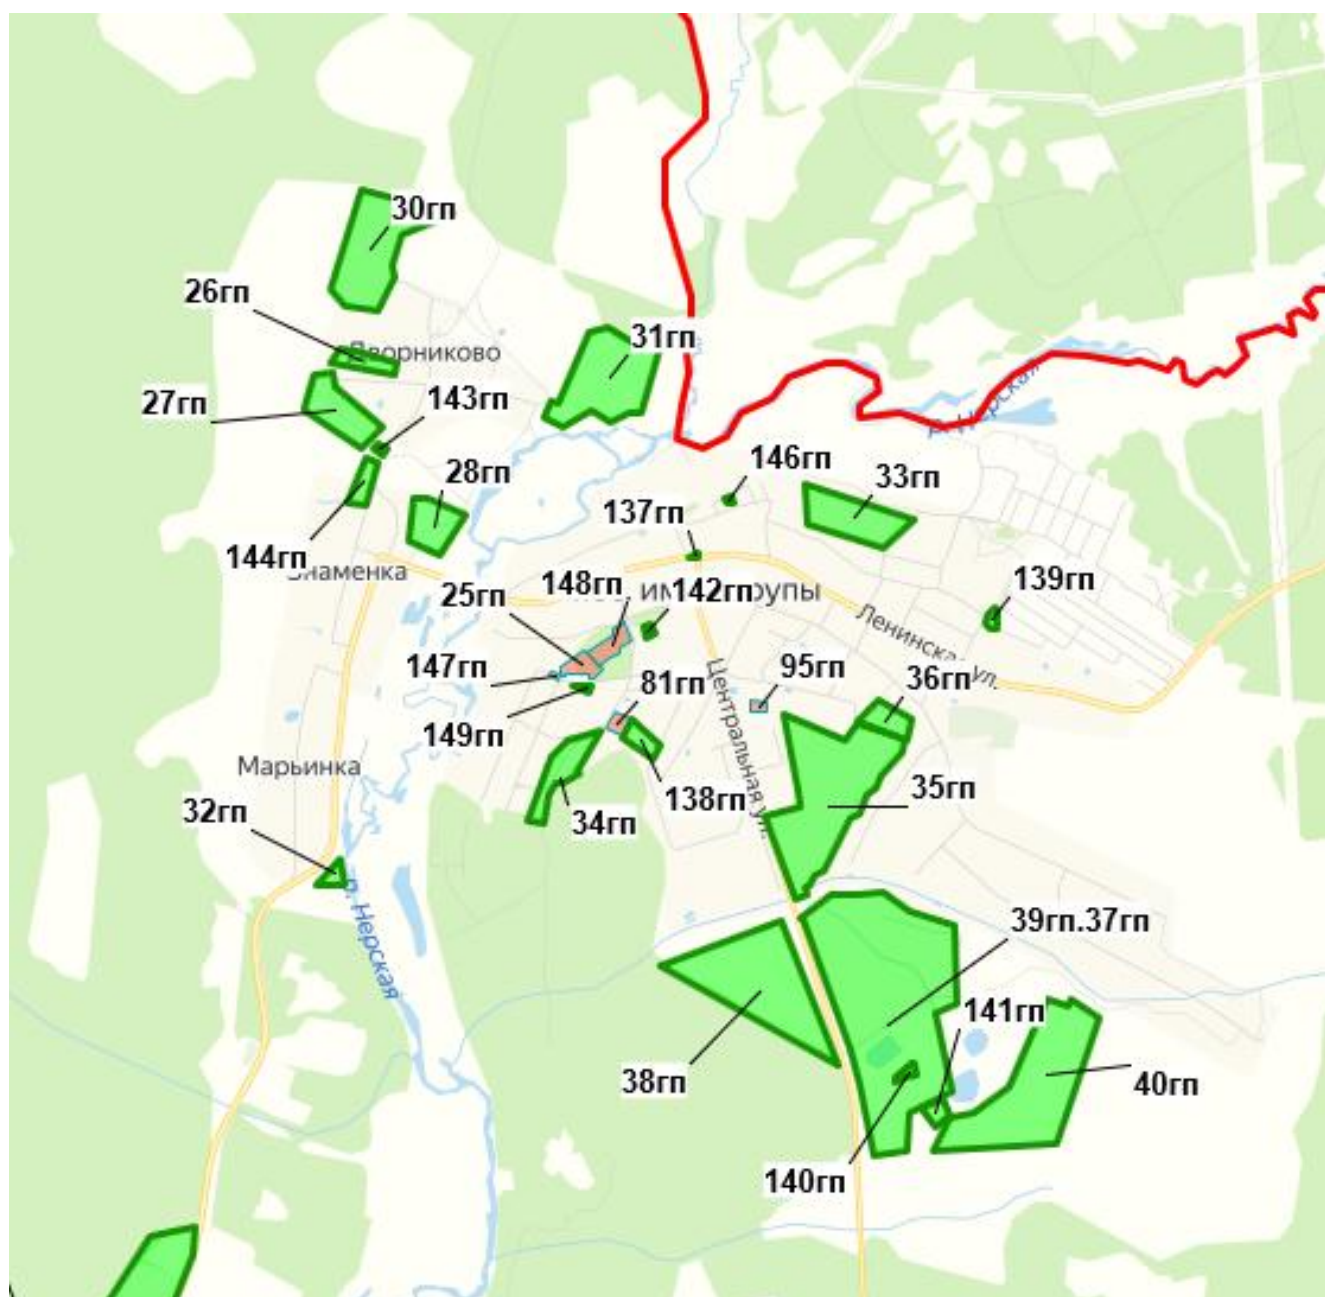 30гп
26гп
31гп
Дворниково
27гп
143гп
р. Нерская
146гп
28гп
33гп
137гп
144гп
Знаменка
148гп
25гп
142гп
139гп
Ленинская ул.
147гп
81гп
95гп
36гп
149гп
Центральная ул.
Марьинка
35гп
32гп
138гп
34гп
р. Нерская
39гп.37гп
141гп
38гп
40гп
140гп